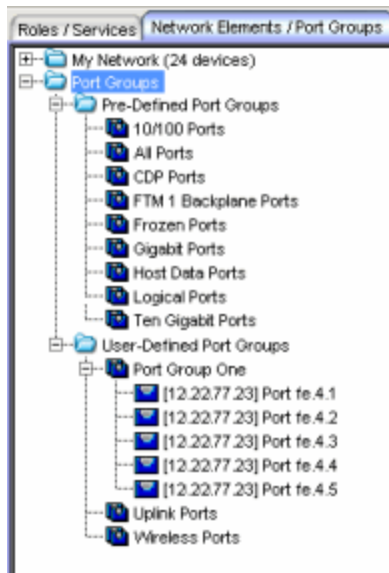 Roles / Services Network Elements / Port Groups
My Network (24 devices)
Port Groups
Pre-Defined Port Groups
10/100 Ports
All Ports
CDP Ports
FTM 1 Backplane Ports
Frozen Ports
Gigabit Ports
Host Data Ports
Logical Ports
Ten Gigabit Ports
User-Defined Port Groups
Port Group One
[12.22.77.23] Port fe.4.1
[12.22.77.23] Port fe.4.2
[12.22.77.23] Port fe.4.3
[12.22.77.23] Port fe.4.4
[12.22.77.23] Port fe.4.5
Uplink Ports
Wireless Ports